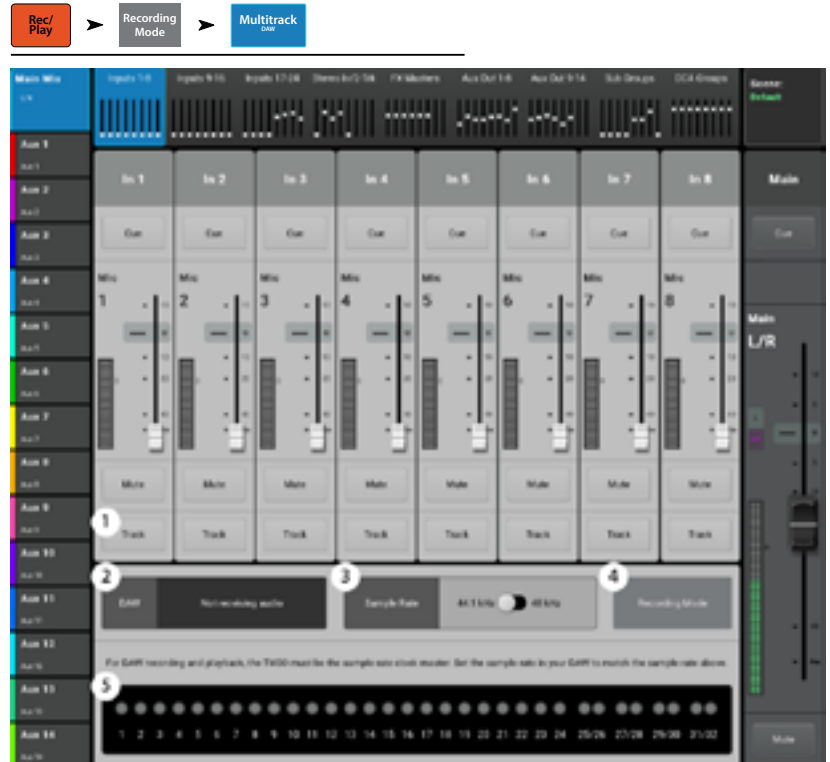 Rec/
Play
Recording
Mode
Multitrack
DAW
Main Mix
L/R
Inputs 1-8
Inputs 9-16
Inputs 17-24
FX Masters
Aux Out 1-8
Aux Out 9-16
Sub Groups
DCA Groups
Scene:
Default
Aux 1
Aux 2
Aux 3
Aux 4
Aux 5
Aux 6
Aux 7
Aux 8
Aux 9
Aux 10
Aux 11
Aux 12
Aux 13
Aux 14
In 1 In 2 In 3 In 4 In 5 In 6 In 7 In 8 Main
Cue Cue Cue Cue Cue Cue Cue Cue Cue
Mic Mic Mic Mic Mic Mic Mic Mic
1 2 3 4 5 6 7 8
Main
L/R
Mute Mute Mute Mute Mute Mute Mute Mute
1
Track Track Track Track Track Track Track Track
2 3 4
DAW Not receiving audio Sample Rate 44.1 kHz 48 kHz Recording Mode
For DAW recording and playback, the must be the sample rate clock master. Set the sample rate in your DAW to match the sample rate above.
5
1 2 3 4 5 6 7 8 9 10 11 12 13 14 15 16 17 18 19 20 21 22 23 24 25/26 27/28 29/30 31/32
Mute